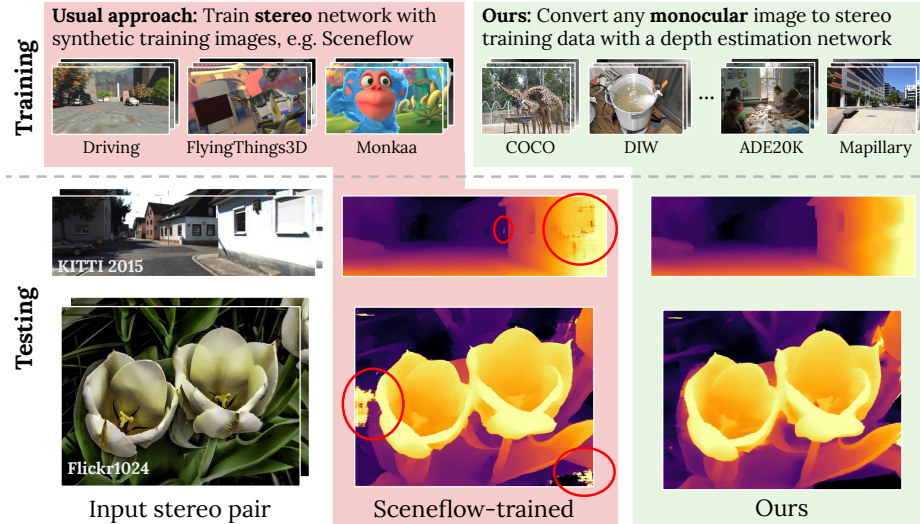 Usual approach: Train stereo network with
synthetic training images, e.g. Sceneflow
Ours: Convert any monocular image to stereo
training data with a depth estimation network
Training
...
Driving
FlyingThings3D
Monkaa
COCO
DIW
ADE20K
Mapillary
Testing
KITTI 2015
Flickr1024
Input stereo pair
Sceneflow-trained
Ours